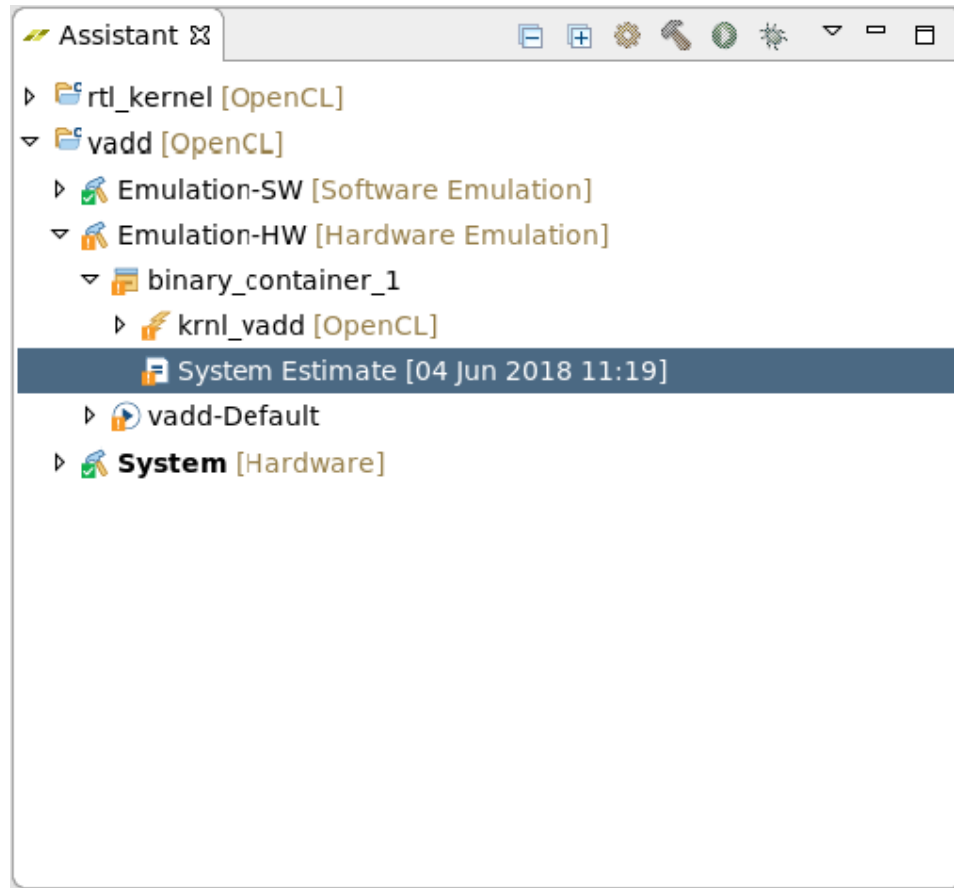 Assistant
rtl_kernel [OpenCL]
vadd [OpenCL]
Emulation-SW [Software Emulation]
Emulation-HW [Hardware Emulation]
binary_container_1
krnl_vadd [OpenCL]
System Estimate [04 Jun 2018 11:19]
vadd-Default
System [Hardware]